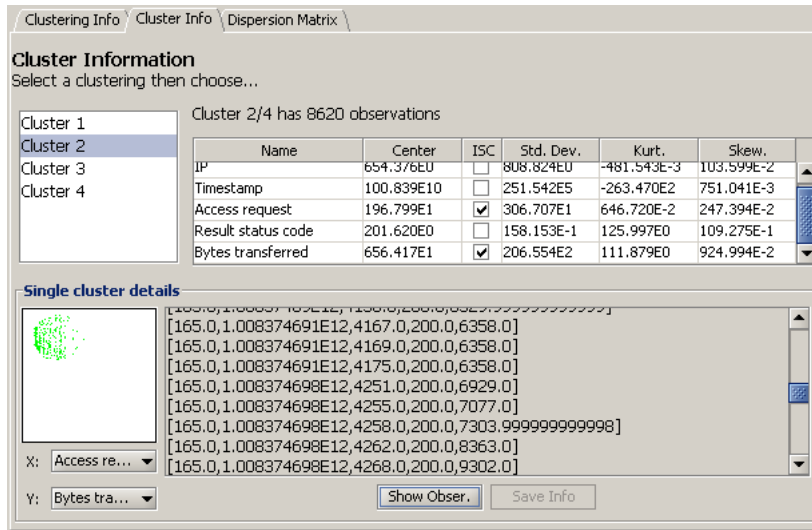 Clustering Info Cluster Info Dispersion Matrix
Cluster Information
Select a clustering then choose...
Cluster 1
Cluster 2
Cluster 3
Cluster 4
Cluster 2/4 has 8620 observations
Name Center ISC Std. Dev. Kurt. Skew.
IP 654.376E0 808.824E0 -481.543E-3 103.599E-2
Timestamp 100.839E10 251.542E5 -263.470E2 751.041E-3
Access request 196.799E1 306.707E1 646.720E-2 247.394E-2
Result status code 201.620E0 158.153E-1 125.997E0 109.275E-1
Bytes transferred 656.417E1 206.554E2 111.879E0 924.994E-2
Single cluster details
[165.0,1.008374691E12,4167.0,200.0,6358.0]
[165.0,1.008374691E12,4169.0,200.0,6358.0]
[165.0,1.008374691E12,4175.0,200.0,6358.0]
[165.0,1.008374698E12,4251.0,200.0,6929.0]
[165.0,1.008374698E12,4255.0,200.0,7077.0]
[165.0,1.008374698E12,4258.0,200.0,7303.999999999998]
[165.0,1.008374698E12,4262.0,200.0,8363.0]
[165.0,1.008374698E12,4268.0,200.0,9302.0]
X: Access re...
Y: Bytes tra...
Show Obser. Save Info